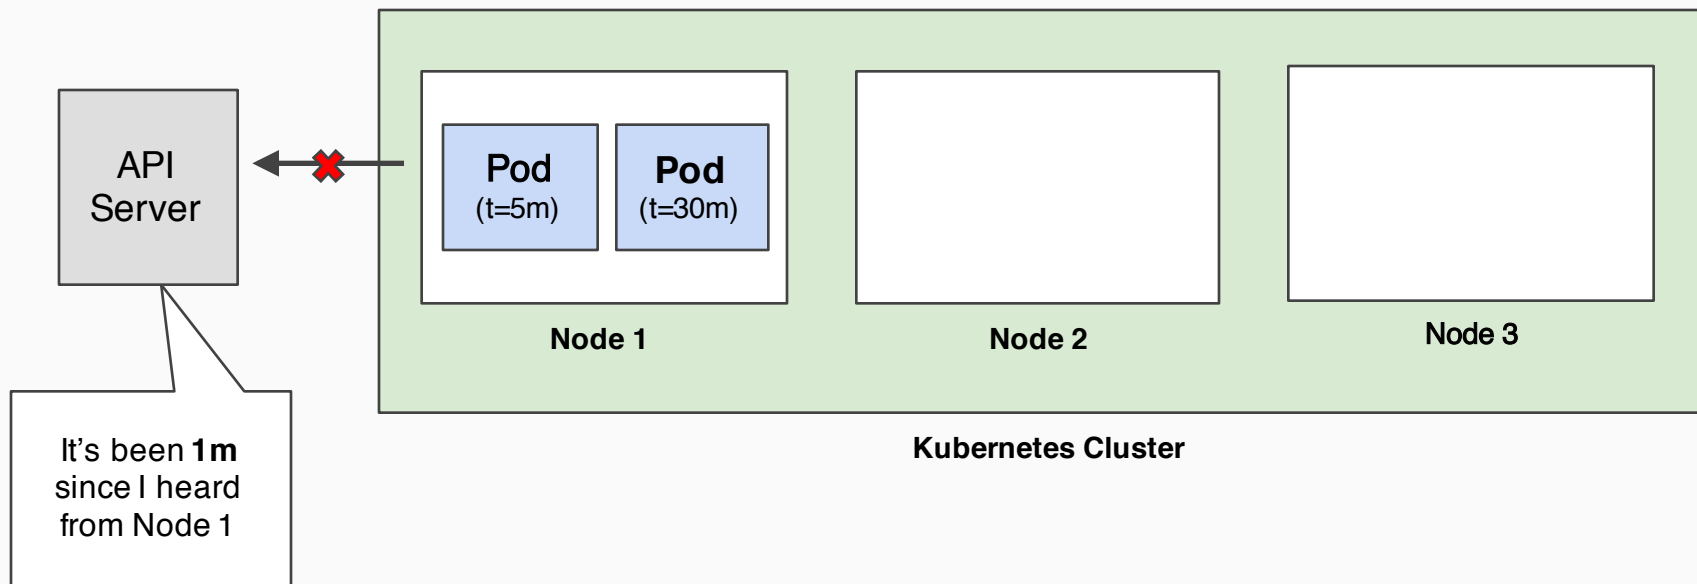 API
Server
Pod
(t=5m)
Pod
(t=30m)
Node 1
Node 2
Node 3
Kubernetes Cluster
It's been 1m
since I heard
from Node 1